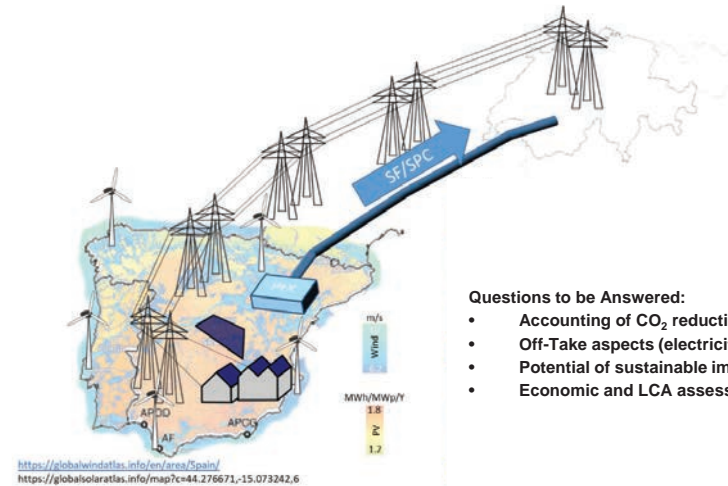 SF/SPC
m/s
Wind
MWh/MWp/Y
1.8
PV
1.2
APOD
AF
APCG
Questions to be Answered:
• Accounting of CO₂ reducti
• Off-Take aspects (electrici
• Potential of sustainable im
• Economic and LCA assess
https://globalwindatlas.info/en/area/Spain/
https://globalsolaratlas.info/map?c=44.276671,-15.073242,6